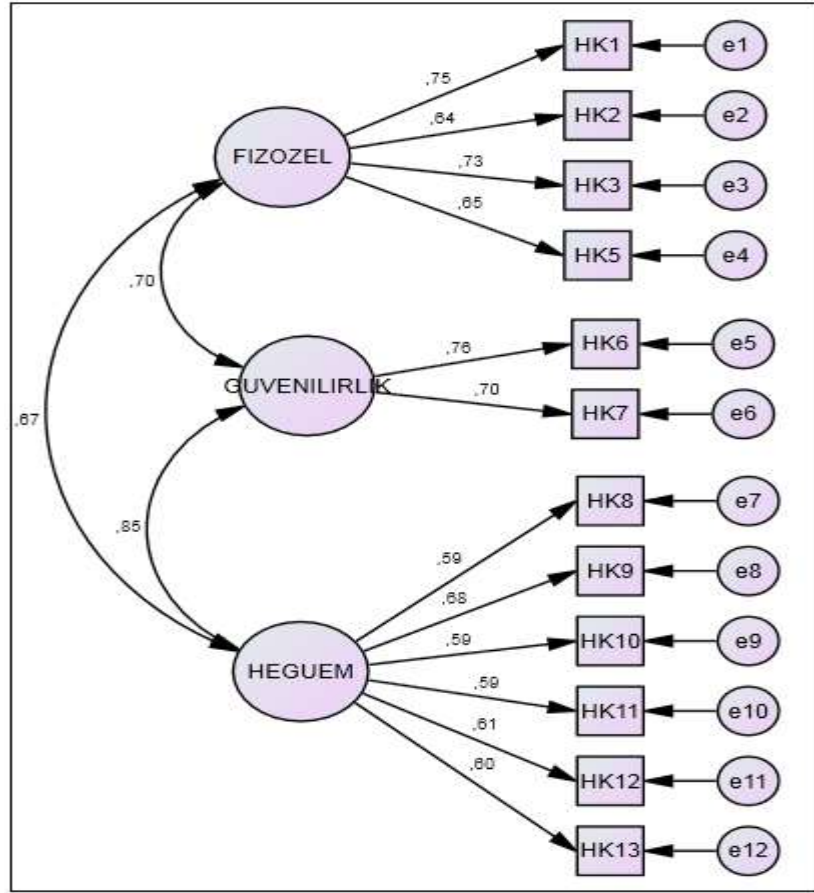 HK1 e1
,75
HK2 e2
,64
FIZOZEL
,73
HK3 e3
,65
HK5 e4
,70
HK6 e5
,76
GUVENILIRLIK
,70
HK7 e6
,67
HK8 e7
,85
,59
HK9 e8
,68
,59
HK10 e9
HEGUEM
,59
HK11 e10
,61
HK12 e11
,60
HK13 e12